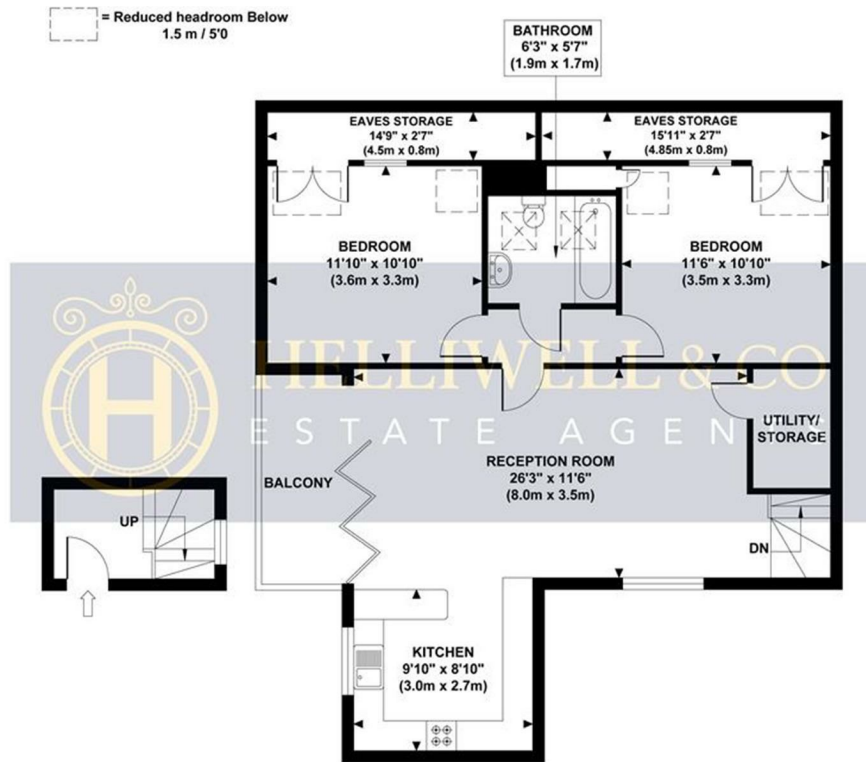 = Reduced headroom Below
1.5 m / 5'0
BATHROOM
6'3" x 5'7"
(1.9m x 1.7m)
EAVES STORAGE
14'9" x 2'7"
(4.5m x 0.8m)
EAVES STORAGE
15'11" x 2'7"
(4.85m x 0.8m)
BEDROOM
11'10" x 10'10"
(3.6m x 3.3m)
BEDROOM
11'6" x 10'10"
(3.5m x 3.3m)
H
HELLIWELL & CO
ESTATE AGENTS
UTILITY/
STORAGE
RECEPTION ROOM
26'3" x 11'6"
(8.0m x 3.5m)
BALCONY
UP
DN
KITCHEN
9'10" x 8'10"
(3.0m x 2.7m)